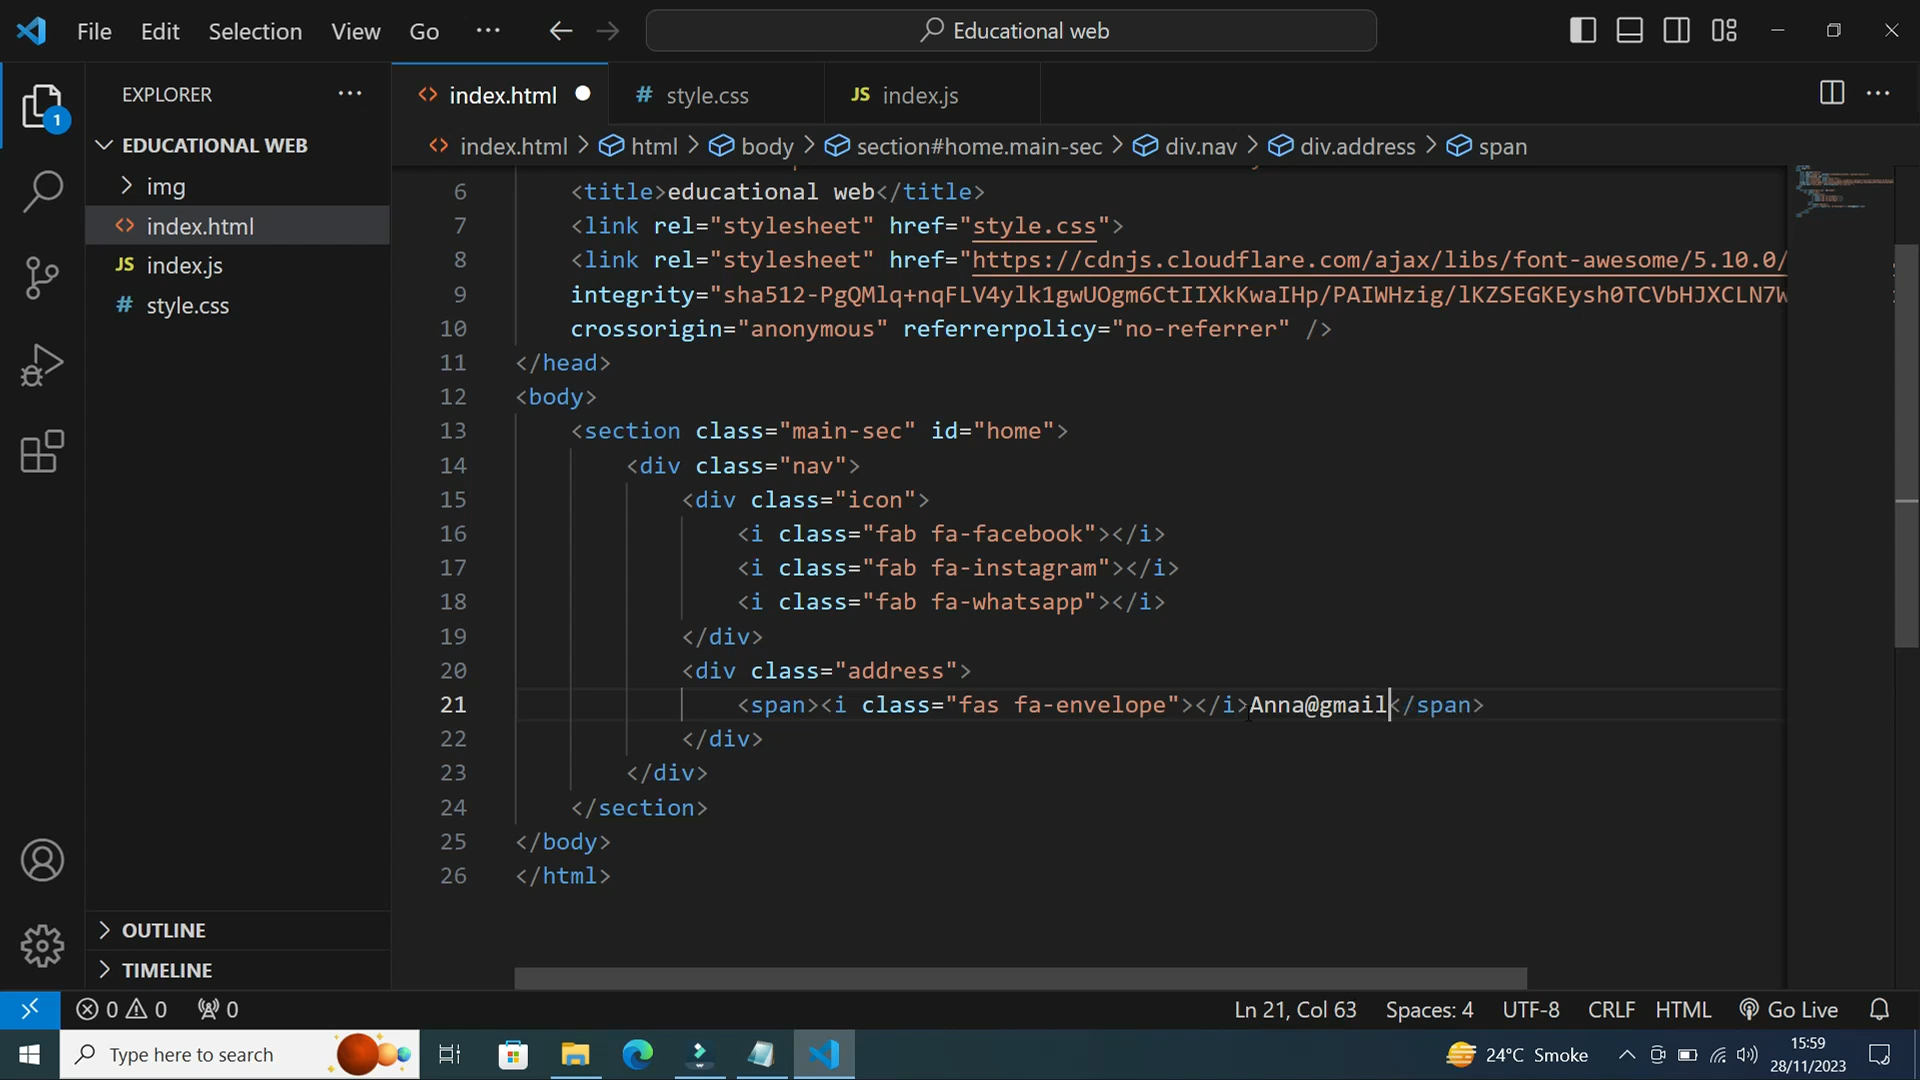 File Edit Selection View Go ··· Educational web
EXPLORER ···
1
EDUCATIONAL WEB
img
index.html
JS index.js
# style.css
OUTLINE
TIMELINE
index.html # style.css JS index.js ···
index.html > html > body > section#home.main-sec > div.nav > div.address > span
6 <title>educational web</title>
7 <link rel="stylesheet" href="style.css">
8 <link rel="stylesheet" href="https://cdnjs.cloudflare.com/ajax/libs/font-awesome/5.10.0/
9 integrity="sha512-PgQMlq+nqFLV4ylk1gwUOgm6CtIIXkKwaIHp/PAIWHzig/lKZSEGKEysh0TCVbHJXCLN7W
10 crossorigin="anonymous" referrerpolicy="no-referrer" />
11 </head>
12 <body>
13 <section class="main-sec" id="home">
14 <div class="nav">
15 <div class="icon">
16 <i class="fab fa-facebook"></i>
17 <i class="fab fa-instagram"></i>
18 <i class="fab fa-whatsapp"></i>
19 </div>
20 <div class="address">
21 <span><i class="fas fa-envelope"></i>Anna@gmail</span>
22 </div>
23 </div>
24 </section>
25 </body>
26 </html>
0 0 0 Ln 21, Col 63 Spaces: 4 UTF-8 CRLF HTML Go Live
Type here to search 24°C Smoke 15:59
28/11/2023